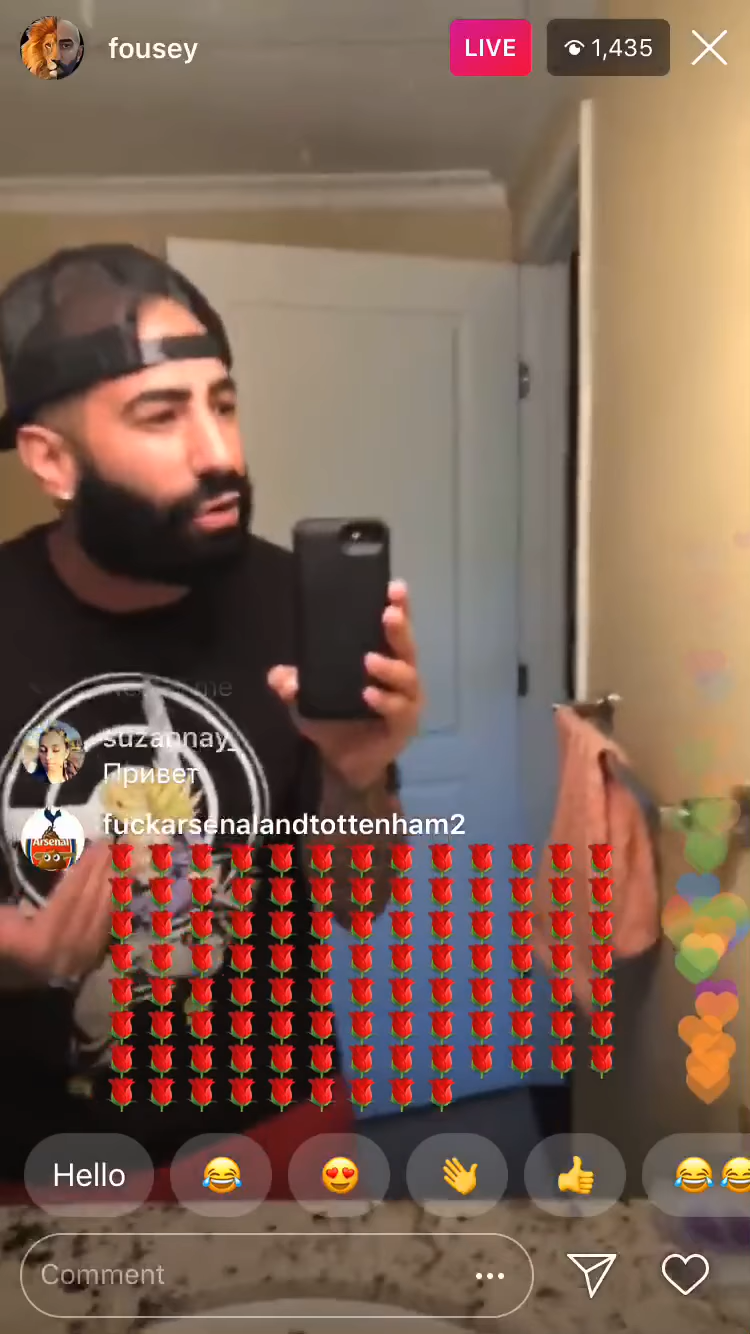 fousey
LIVE
1,435
suzannay_
Привет
fuckarsenalandtottenham2
🌹🌹🌹🌹🌹🌹🌹🌹🌹🌹🌹🌹🌹
🌹🌹🌹🌹🌹🌹🌹🌹🌹🌹🌹🌹🌹
🌹🌹🌹🌹🌹🌹🌹🌹🌹🌹🌹🌹🌹
🌹🌹🌹🌹🌹🌹🌹🌹🌹🌹🌹🌹🌹
🌹🌹🌹🌹🌹🌹🌹🌹🌹🌹🌹🌹🌹
🌹🌹🌹🌹🌹🌹🌹🌹🌹🌹🌹🌹🌹
🌹🌹🌹🌹🌹🌹🌹🌹🌹🌹🌹🌹🌹
🌹🌹🌹🌹🌹🌹🌹🌹🌹
Hello 😂 😍 👋 👍 😂😂
Comment
Arsenal